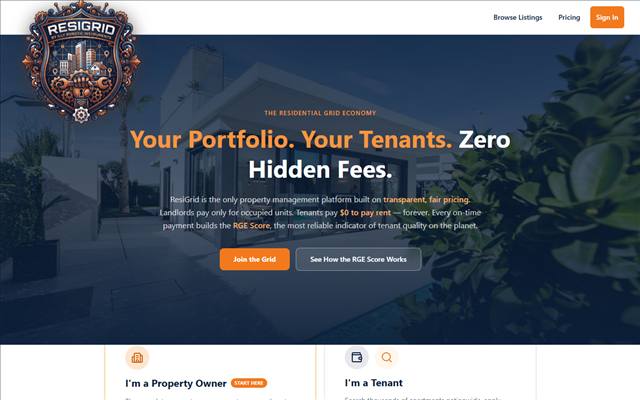 RESIGRID
Browse Listings
Pricing
Sign In
THE RESIDENTIAL GRID ECONOMY
Your Portfolio. Your Tenants. Zero
Hidden Fees.
ResiGrid is the only property management platform built on transparent, fair pricing.
Landlords pay only for occupied units. Tenants pay $0 to pay rent — forever. Every on-time
payment builds the RGE Score, the most reliable indicator of tenant quality on the planet.
Join the Grid
See How the RGE Score Works
I'm a Property Owner
START HERE
I'm a Tenant